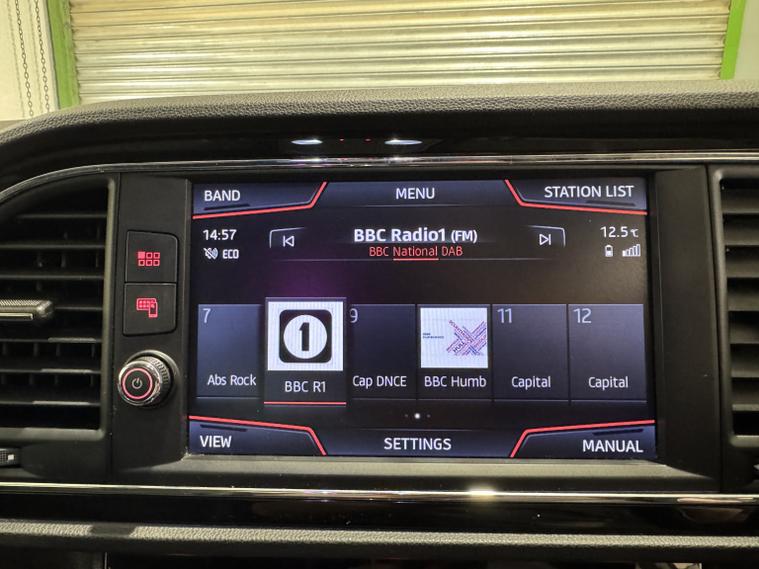 BAND
MENU
STATION LIST
14:57
ECO
BBC Radio1 (FM)
BBC National DAB
12.5°C
7
Abs Rock
1
BBC R1
9
Cap DNCE
BBC Humb
11
Capital
12
Capital
VIEW
SETTINGS
MANUAL